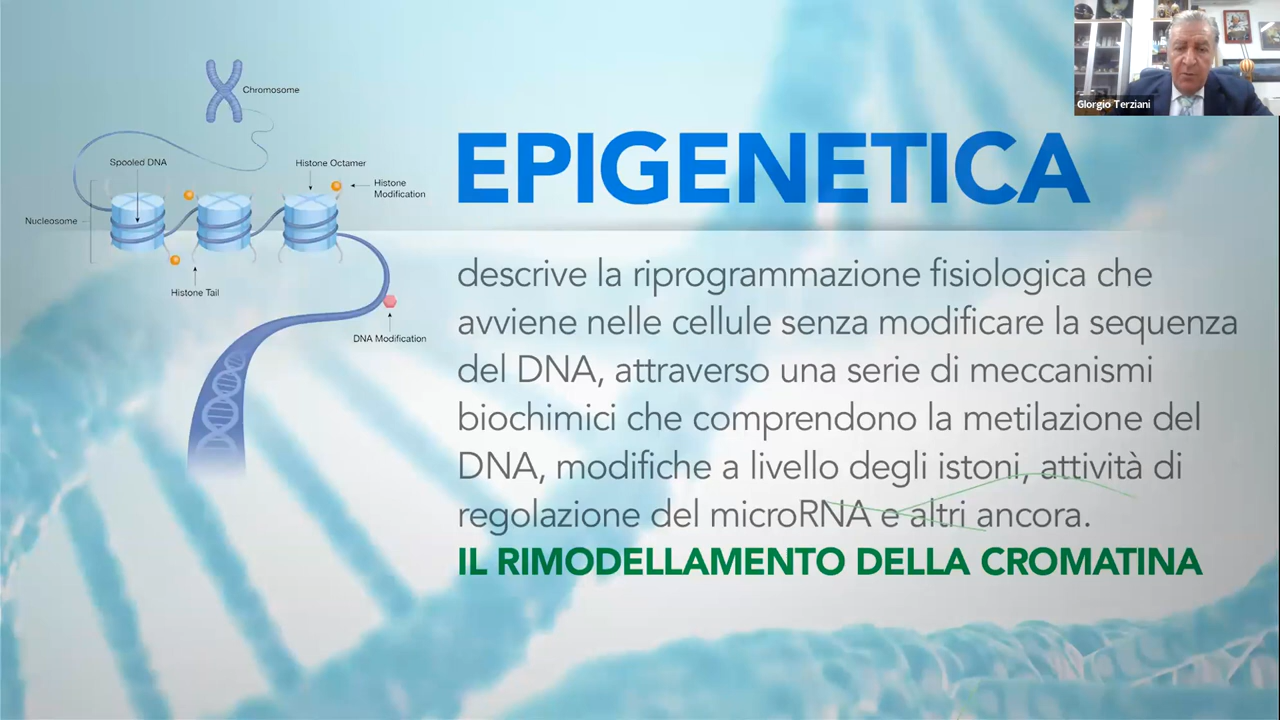 Giorgio Terziani
Chromosome
EPIGENETICA
Spooled DNA
Histone Octamer
Histone
Modification
Nucleosome
Histone Tail
DNA Modification
descrive la riprogrammazione fisiologica che
avviene nelle cellule senza modificare la sequenza
del DNA, attraverso una serie di meccanismi
biochimici che comprendono la metilazione del
DNA, modifiche a livello degli istoni, attività di
regolazione del microRNA e altri ancora.
IL RIMODELLAMENTO DELLA CROMATINA